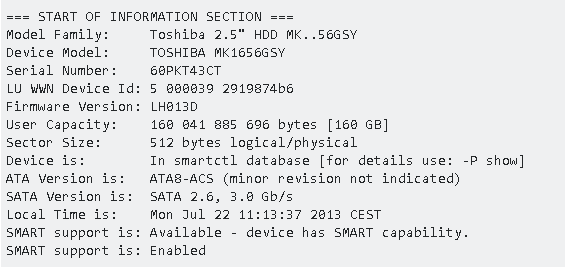 === START OF INFORMATION SECTION ===
Model Family:     Toshiba 2.5" HDD MK..56GSY
Device Model:     TOSHIBA MK1656GSY
Serial Number:    60PKT43CT
LU WWN Device Id: 5 000039 2919874b6
Firmware Version: LH013D
User Capacity:    160 041 885 696 bytes [160 GB]
Sector Size:      512 bytes logical/physical
Device is:        In smartctl database [for details use: -P show]
ATA Version is:   ATA8-ACS (minor revision not indicated)
SATA Version is:  SATA 2.6, 3.0 Gb/s
Local Time is:    Mon Jul 22 11:13:37 2013 CEST
SMART support is: Available - device has SMART capability.
SMART support is: Enabled